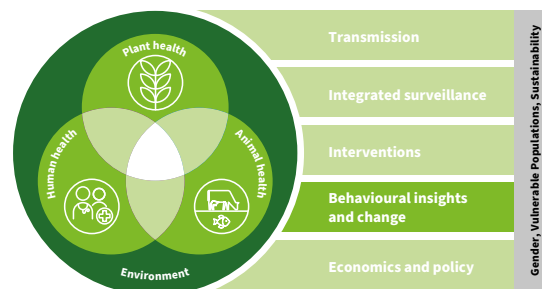 Plant health
Human health
Animal health
Environment
Transmission
Integrated surveillance
Interventions
Behavioural insights
and change
Economics and policy
Gender, Vulnerable Populations, Sustainability